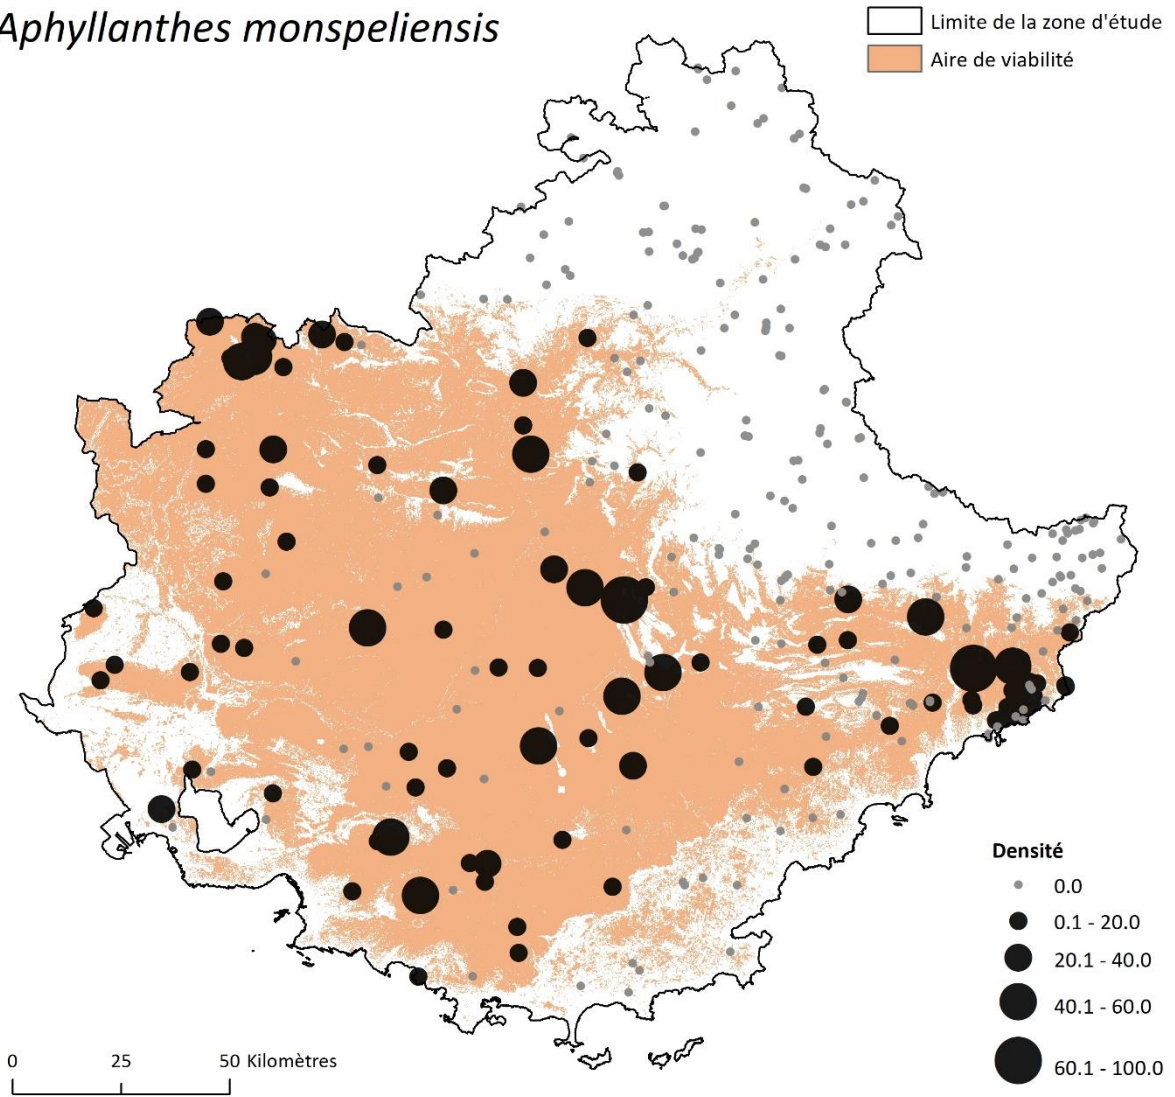 Aphyllanthes monspeliensis
Limite de la zone d'étude
Aire de viabilité
Densité
0.0
0.1 - 20.0
20.1 - 40.0
40.1 - 60.0
60.1 - 100.0
0 25 50 Kilomètres